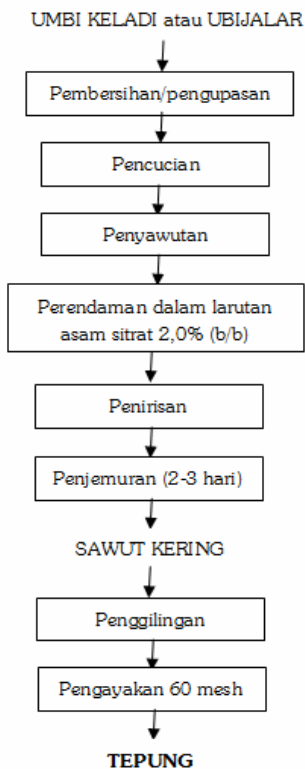 UMBI KELADI atau UBIJALAR
Pembersihan/pengupasan
Pencucian
Penyawutan
Perendaman dalam larutan
asam sitrat 2,0% (b/b)
Penirisan
Penjemuran (2-3 hari)
SAWUT KERING
Penggilingan
Pengayakan 60 mesh
TEPUNG